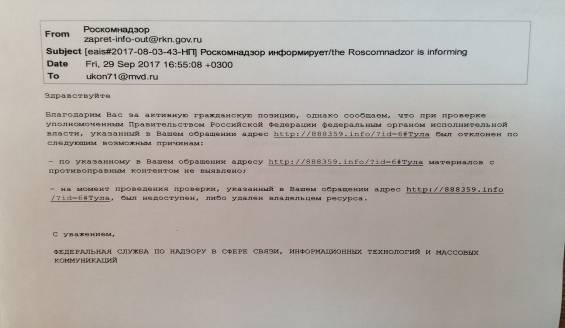 From Роскомнадзор
zapret-info-out@rkn.gov.ru
Subject [eais#2017-08-03-43-НП] Роскомнадзор информирует/the Roscomnadzor is informing
Date Fri, 29 Sep 2017 16:55:08 +0300
To ukon71@mvd.ru
Здравствуйте
Благодарим Вас за активную гражданскую позицию, однако сообщаем, что при проверке
уполномоченным Правительством Российской Федерации федеральным органом исполнительной
власти, указанный в Вашем обращении адрес http://888359.info/?id=6#Тула был отклонен по
следующим возможным причинам:
- по указанному в Вашем обращении адресу http://888359.info/?id=6#Тула материалов с
противоправным контентом не выявлено;
- на момент проведения проверки, указанный в Вашем обращении адрес http://888359.info
/?id=6#Тула, был недоступен, либо удален владельцем ресурса.
С уважением,
ФЕДЕРАЛЬНАЯ СЛУЖБА ПО НАДЗОРУ В СФЕРЕ СВЯЗИ, ИНФОРМАЦИОННЫХ ТЕХНОЛОГИЙ И МАССОВЫХ
КОММУНИКАЦИЙ